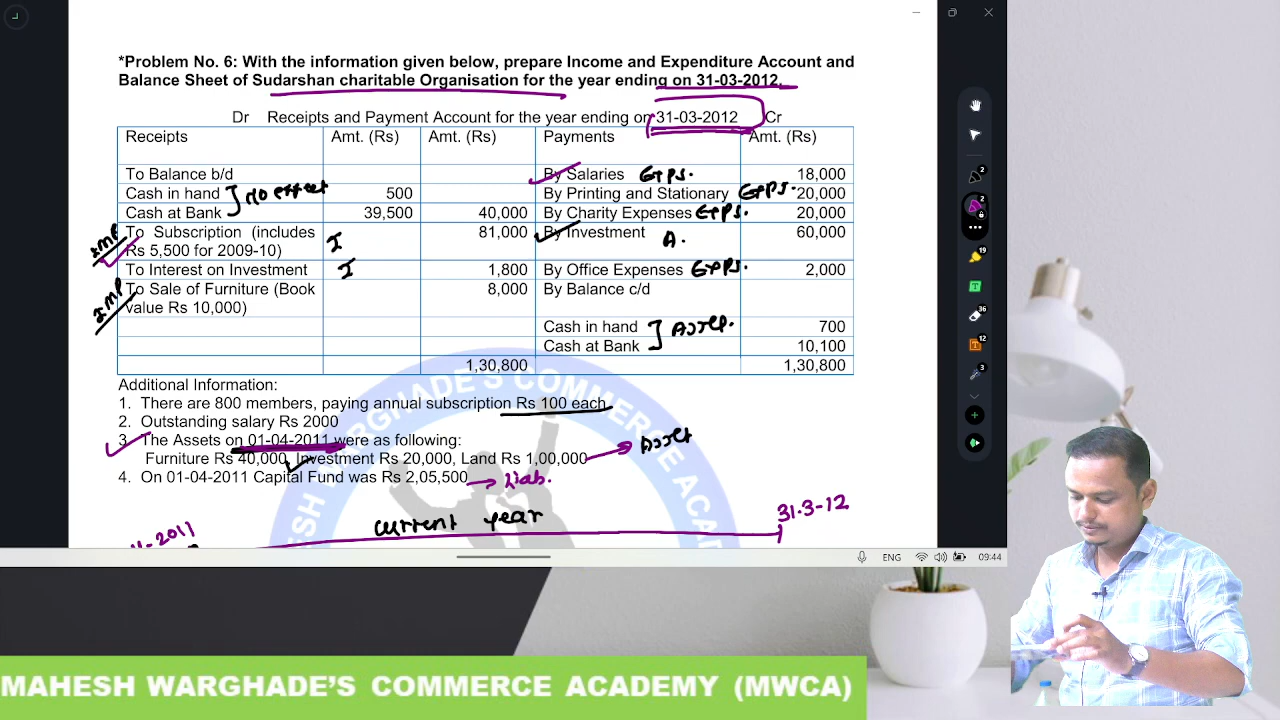 *Problem No. 6: With the information given below, prepare Income and Expenditure Account and
Balance Sheet of Sudarshan charitable Organisation for the year ending on 31-03-2012.
Dr Receipts and Payment Account for the year ending on 31-03-2012 Cr
Receipts Amt. (Rs) Amt. (Rs) Payments Amt. (Rs)
To Balance b/d By Salaries Exps. 18,000
Cash in hand No effect 500 By Printing and Stationary Exps. 20,000
Cash at Bank 39,500 40,000 By Charity Expenses Exps. 20,000
IMP To Subscription (includes I 81,000 By Investment A. 60,000
Rs 5,500 for 2009-10)
To Interest on Investment I 1,800 By Office Expenses Exps. 2,000
IMP To Sale of Furniture (Book 8,000 By Balance c/d
value Rs 10,000)
Cash in hand Asset. 700
Cash at Bank 10,100
1,30,800 1,30,800
Additional Information:
1. There are 800 members, paying annual subscription Rs 100 each
2. Outstanding salary Rs 2000
3. The Assets on 01-04-2011 were as following:
Furniture Rs 40,000, Investment Rs 20,000, Land Rs 1,00,000 Asset
4. On 01-04-2011 Capital Fund was Rs 2,05,500 Liab.
current year
31.3-12
ENG 09:44
MAHESH WARGHADE'S COMMERCE ACADEMY (MWCA)